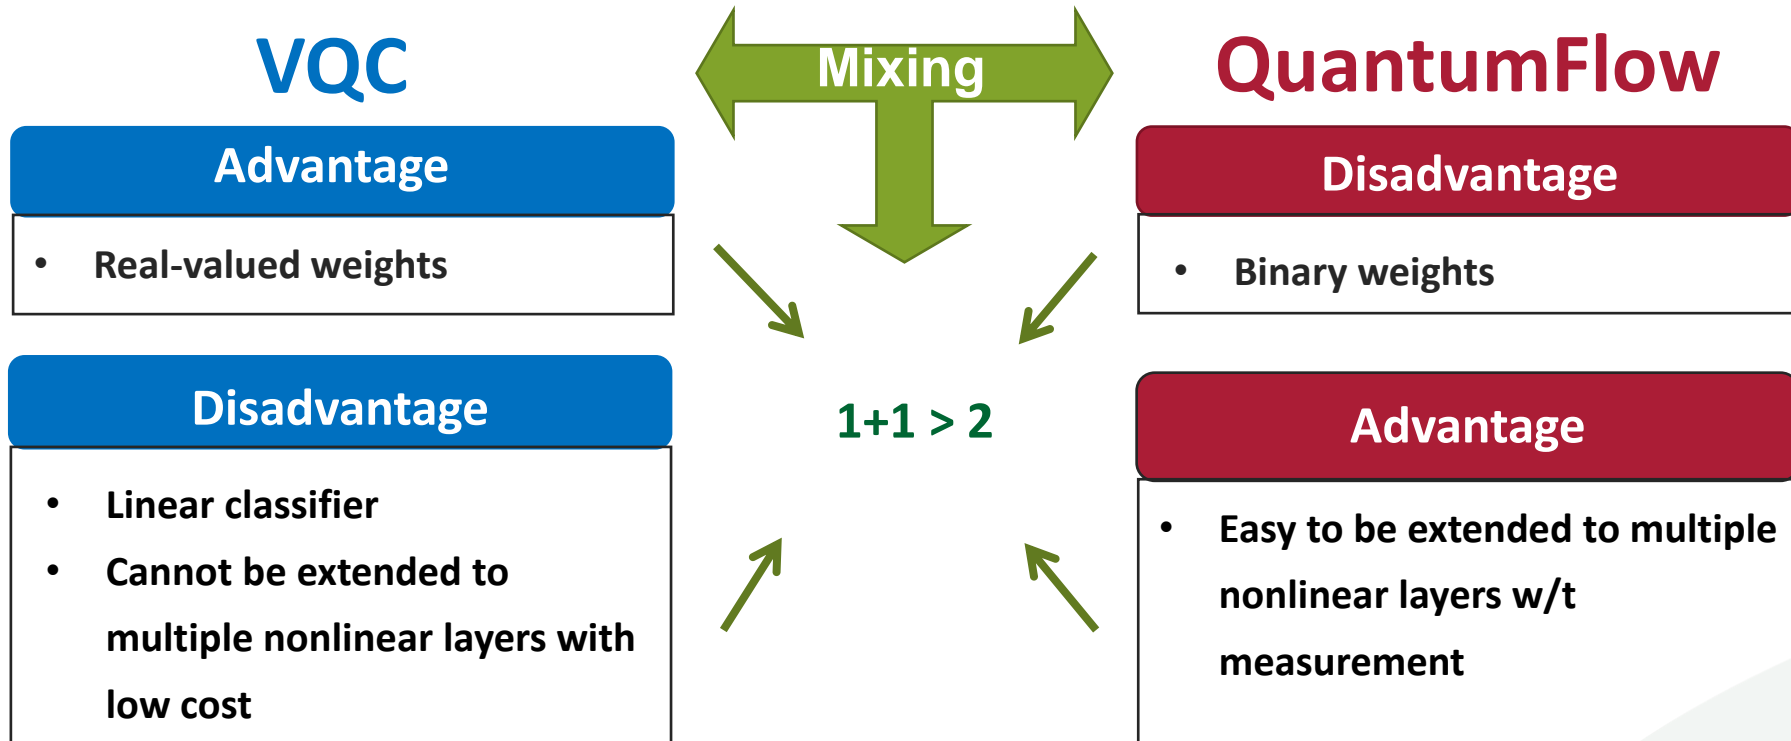 VQC
Advantage
• Real-valued weights
Disadvantage
• Linear classifier
• Cannot be extended to
multiple nonlinear layers with
low cost
Mixing
1+1 > 2
QuantumFlow
Disadvantage
• Binary weights
Advantage
• Easy to be extended to multiple
nonlinear layers w/t
measurement